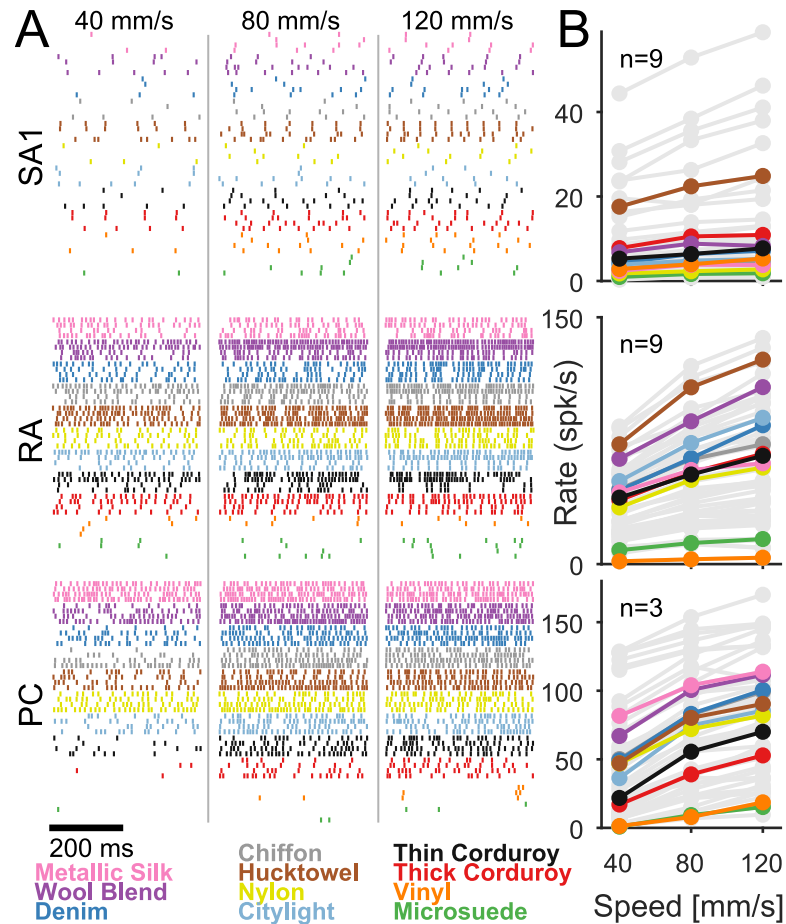 A
40 mm/s 80 mm/s 120 mm/s
B
SA1
RA
PC
n=9
40
20
0
150
n=9
Rate (spk/s)
0
n=3
150
100
50
0
40 80 120
Speed [mm/s]
200 ms
Metallic Silk
Wool Blend
Denim
Chiffon
Hucktowel
Nylon
Citylight
Thin Corduroy
Thick Corduroy
Vinyl
Microsuede